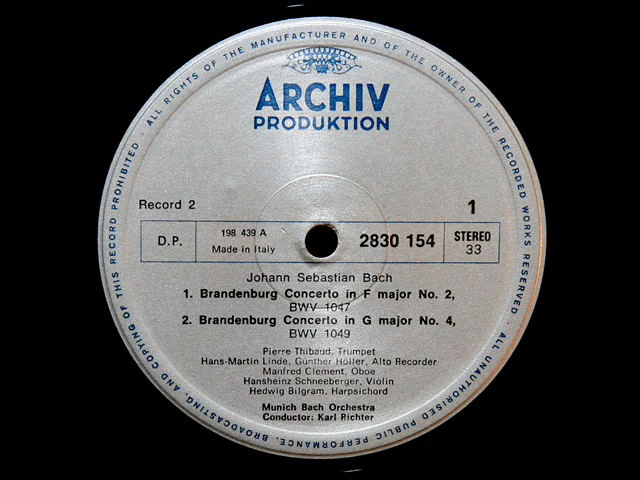 ALL RIGHTS OF THE MANUFACTURER AND OF THE OWNER OF THE RECORDED WORKS RESERVED · ALL UNAUTHORISED PUBLIC PERFORMANCE, BROADCASTING, AND COPYING OF THIS RECORD PROHIBITED ·
ARCHIV
PRODUKTION
Record 2
1
D.P.
198 439 A
Made in Italy
2830 154
STEREO
33
Johann Sebastian Bach
1. Brandenburg Concerto in F major No. 2,
BWV 1047
2. Brandenburg Concerto in G major No. 4,
BWV 1049
Pierre Thibaud, Trumpet
Hans-Martin Linde, Günther Höller, Alto Recorder
Manfred Clement, Oboe
Hansheinz Schneeberger, Violin
Hedwig Bilgram, Harpsichord
Munich Bach Orchestra
Conductor: Karl Richter